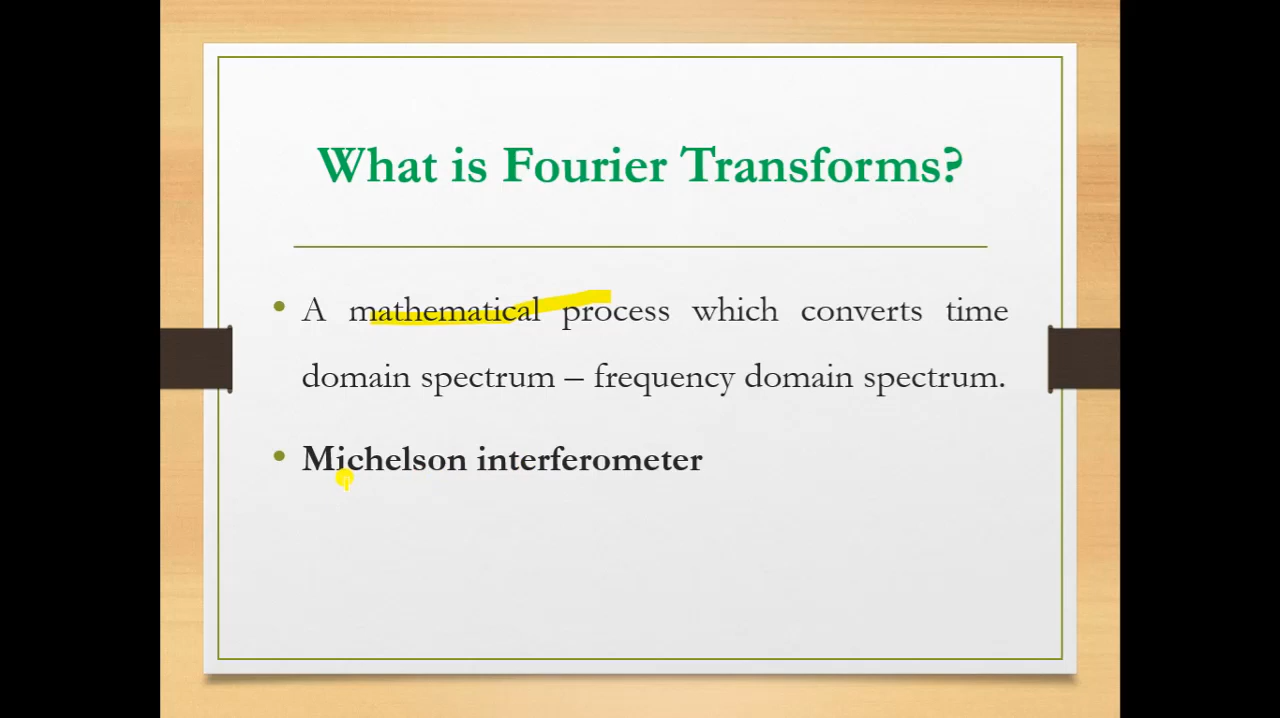 What is Fourier Transforms?
• A mathematical process which converts time
domain spectrum – frequency domain spectrum.
• Michelson interferometer